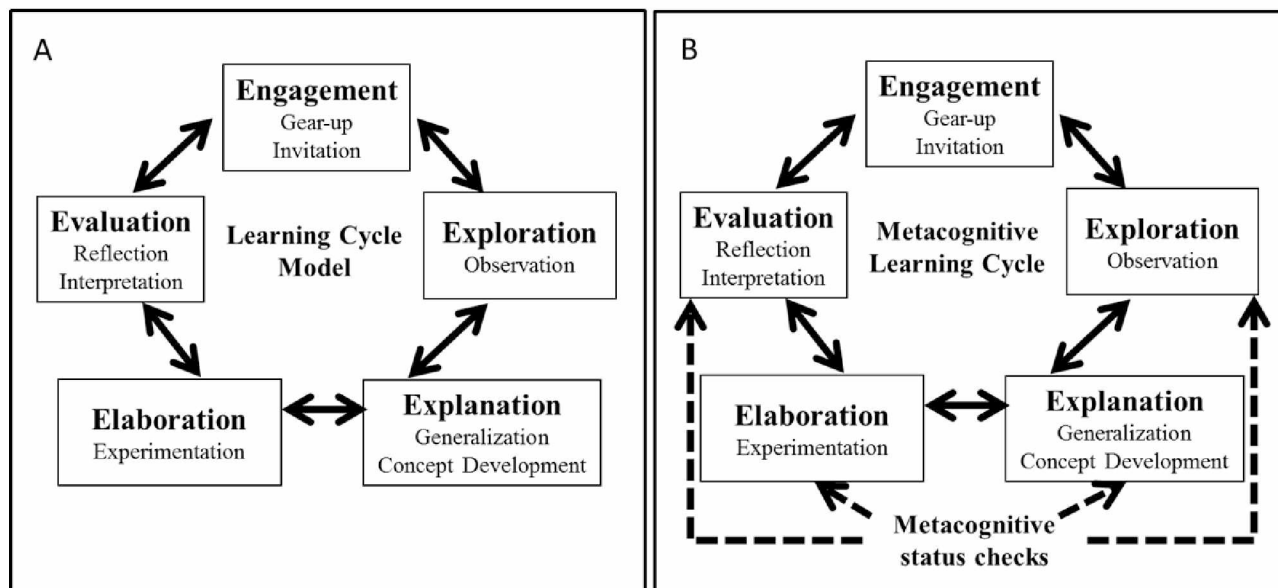 A
Engagement
Gear-up
Invitation
Evaluation
Reflection
Interpretation
Learning Cycle
Model
Exploration
Observation
Elaboration
Experimentation
Explanation
Generalization
Concept Development
B
Engagement
Gear-up
Invitation
Evaluation
Reflection
Interpretation
Metacognitive
Learning Cycle
Exploration
Observation
Elaboration
Experimentation
Explanation
Generalization
Concept Development
Metacognitive
status checks